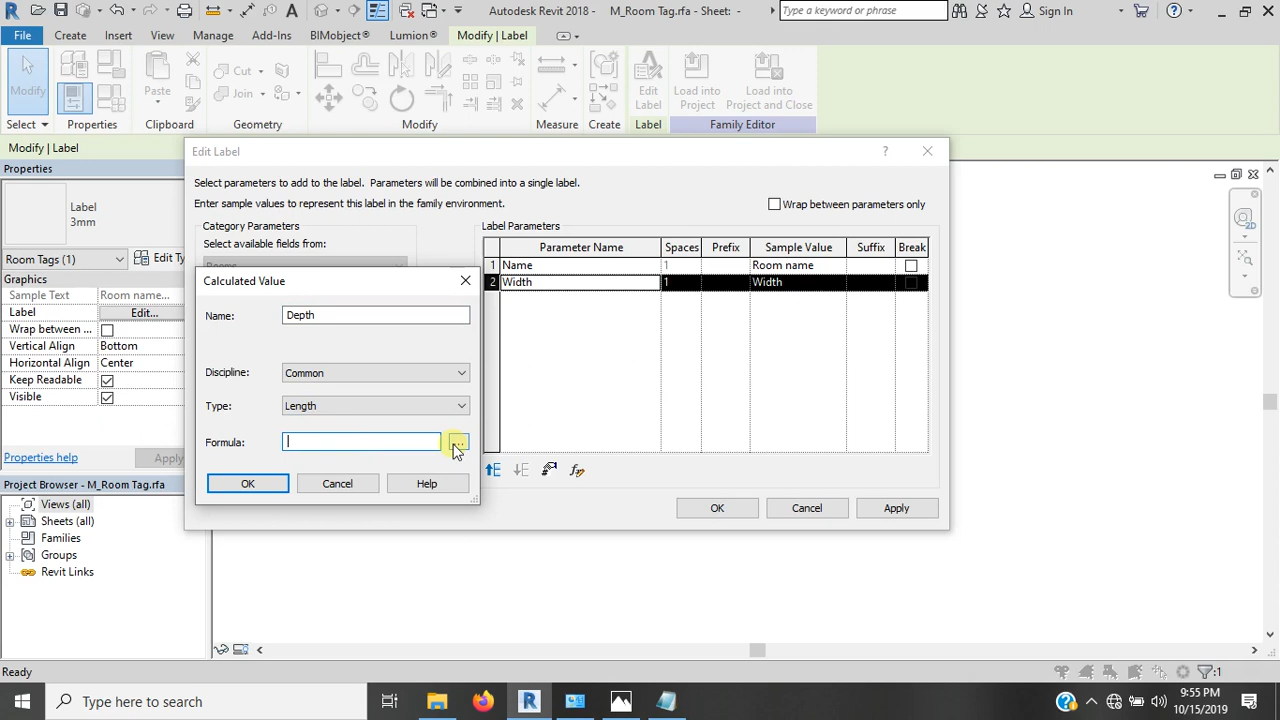 Autodesk Revit 2018 - M_Room Tag.rfa - Sheet: -
Type a keyword or phrase
Sign In
File
Create
Insert
View
Manage
Add-Ins
BIMobject®
Lumion®
Modify | Label
Modify
Paste
Cut
Join
Edit Label
Load into Project
Load into Project and Close
Select
Properties
Clipboard
Geometry
Modify
Measure
Create
Label
Family Editor
Modify | Label
Properties
Label
3mm
Room Tags (1)
Edit Ty
Graphics
Sample Text Room name...
Label Edit...
Wrap between ...
Vertical Align Bottom
Horizontal Align Center
Keep Readable
Visible
Properties help
Apply
Project Browser - M_Room Tag.rfa
Views (all)
Sheets (all)
Families
Groups
Revit Links
Edit Label
?
Select parameters to add to the label. Parameters will be combined into a single label.
Enter sample values to represent this label in the family environment.
Wrap between parameters only
Category Parameters
Select available fields from:
Rooms
Label Parameters
Parameter Name Spaces Prefix Sample Value Suffix Break
1 Name 1 Room name
2 Width 1 Width
OK
Cancel
Apply
Calculated Value
Name: Depth
Discipline: Common
Type: Length
Formula: ...
OK
Cancel
Help
Ready
:1
Type here to search
9:55 PM
10/15/2019